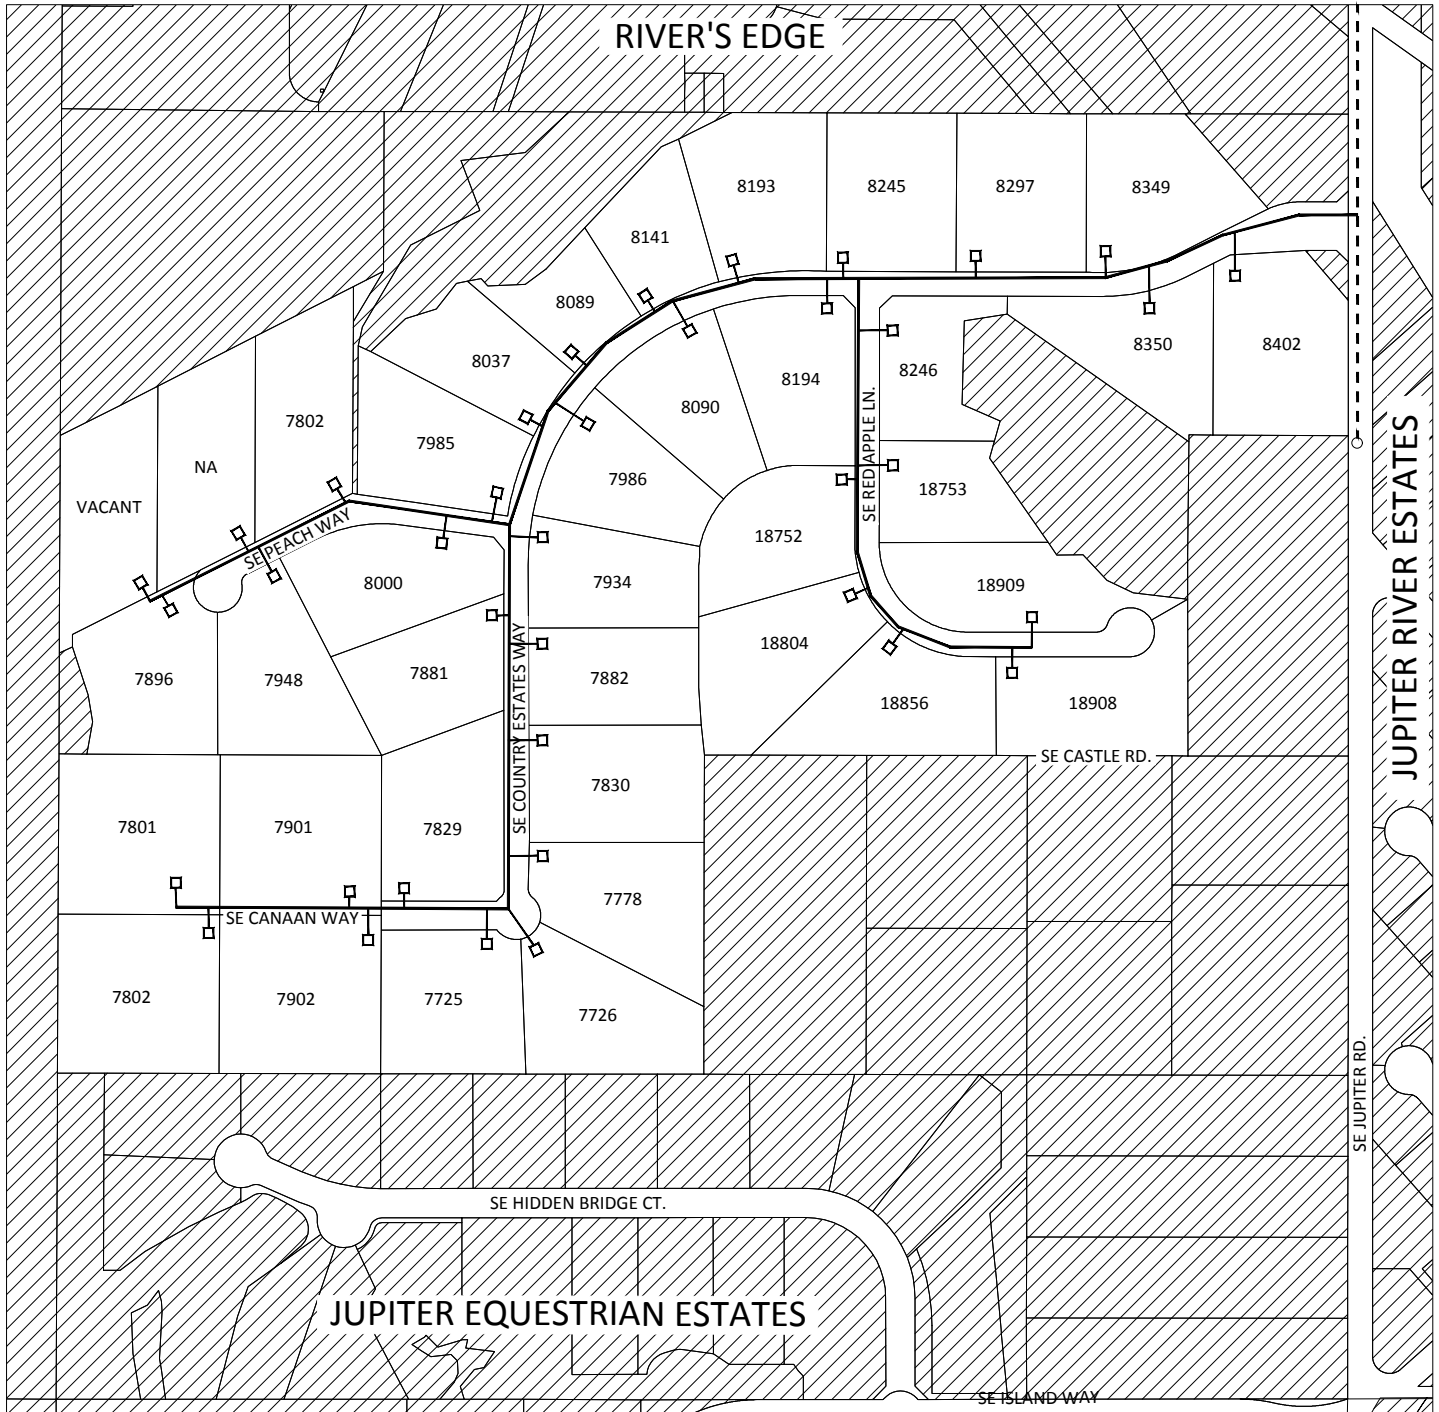 RIVER'S EDGE
8193
8245
8297
8349
8141
8089
8037
8350
8402
8194
8246
8090
7802
7985
NA
7986
VACANT
SE RED APPLE LN.
18753
SE PEACH WAY
18752
8000
7934
18909
JUPITER RIVER ESTATES
18804
7881
7882
7896
7948
18856
18908
SE COUNTRY ESTATES WAY
SE CASTLE RD.
7830
7801
7901
7829
7778
SE CANAAN WAY
7802
7902
7725
7726
SE JUPITER RD.
SE HIDDEN BRIDGE CT.
JUPITER EQUESTRIAN ESTATES
SE ISLAND WAY